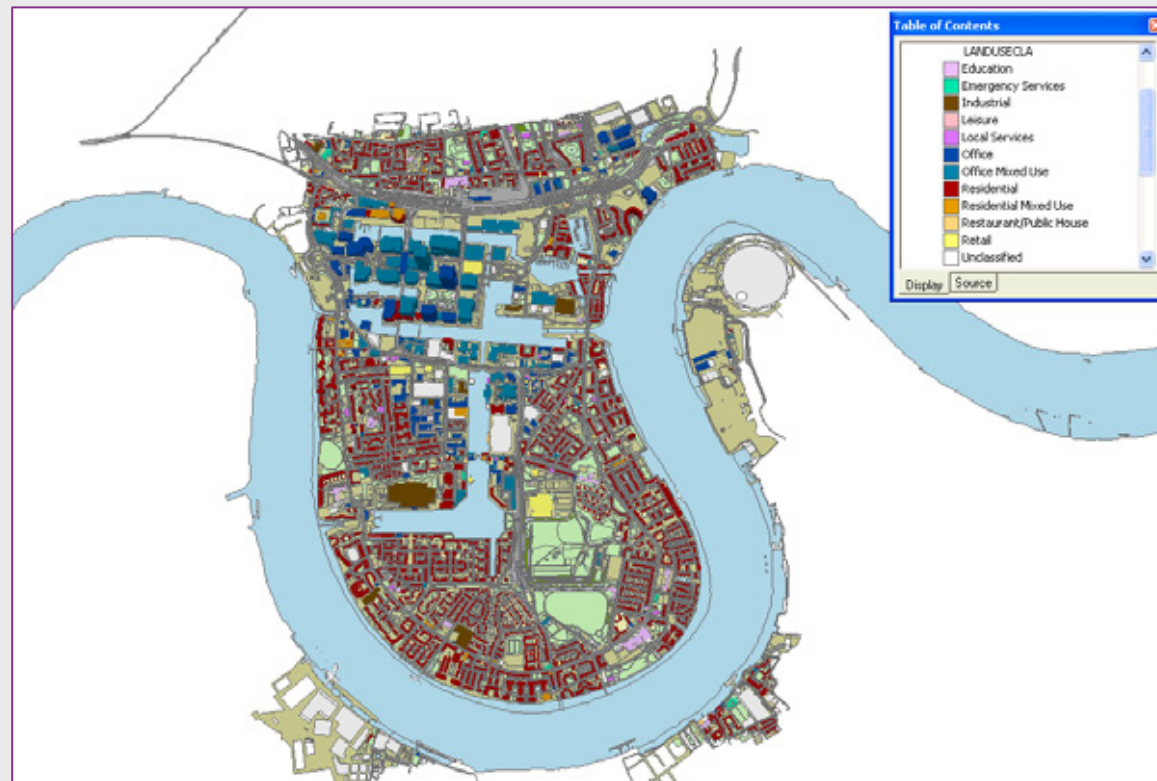 Table of Contents
LANDUSECLA
Education
Emergency Services
Industrial
Leisure
Local Services
Office
Office Mixed Use
Residential
Residential Mixed Use
Restaurant/Public House
Retail
Unclassified
Display Source